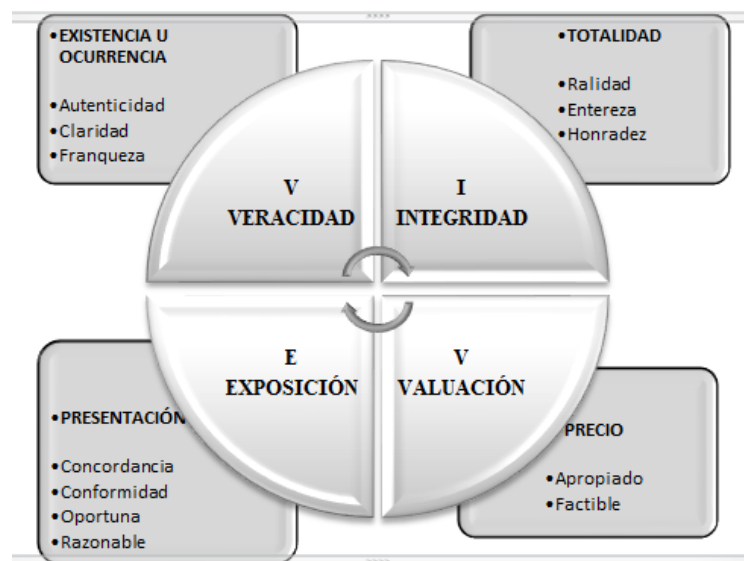 •EXISTENCIA U
OCURRENCIA
•Autenticidad
•Claridad
•Franqueza
•TOTALIDAD
•Ralidad
•Entereza
•Honradez
V
VERACIDAD
I
INTEGRIDAD
E
EXPOSICIÓN
V
VALUACIÓN
•PRESENTACIÓN
•Concordancia
•Conformidad
•Oportuna
•Razonable
PRECIO
•Apropiado
•Factible